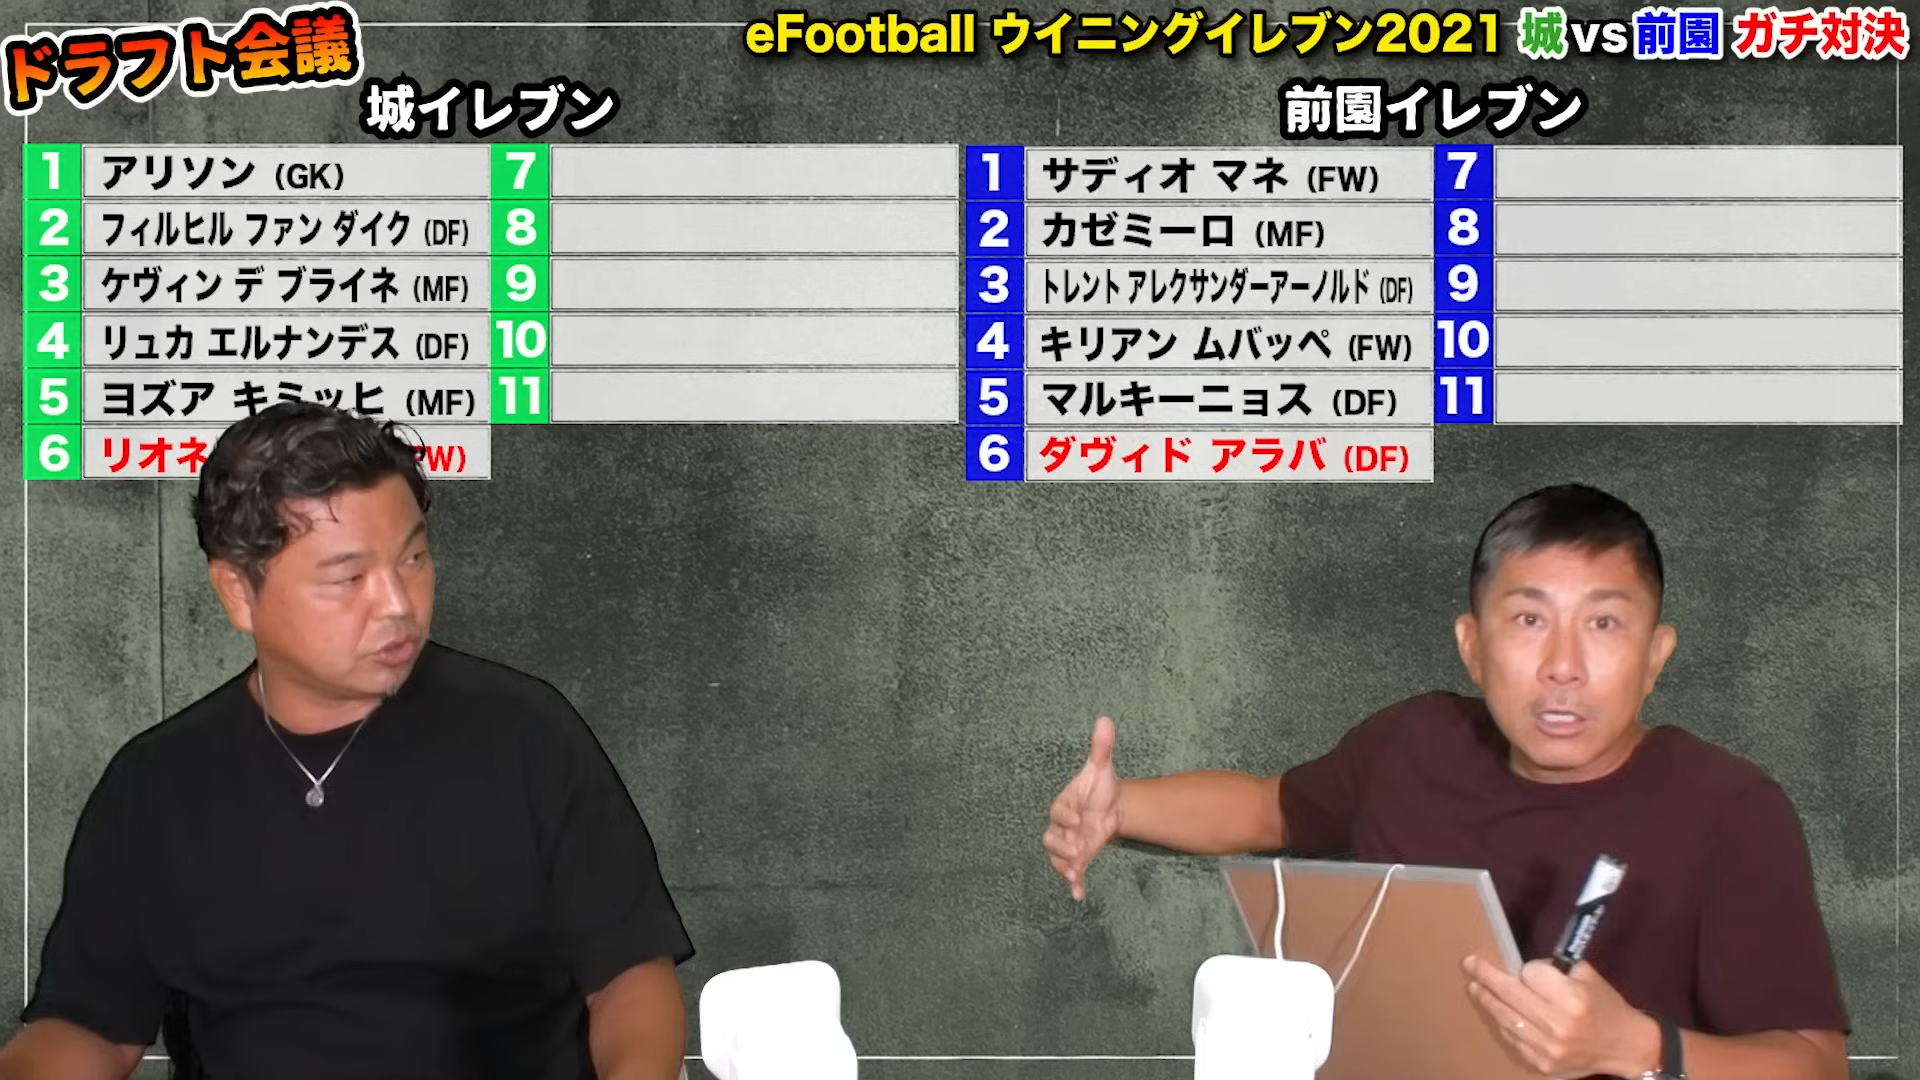 ドラフト会議
eFootball ウイニングイレブン2021 城vs前園 ガチ対決
城イレブン
1 アリソン (GK)
2 フィルヒル ファン ダイク (DF)
3 ケヴィン デ ブライネ (MF)
4 リュカ エルナンデス (DF)
5 ヨズア キミッヒ (MF)
6 リオネ FW)
7
8
9
10
11
前園イレブン
1 サディオ マネ (FW)
2 カゼミーロ (MF)
3 トレント アレクサンダーアーノルド (DF)
4 キリアン ムバッペ (FW)
5 マルキーニョス (DF)
6 ダヴィド アラバ (DF)
7
8
9
10
11